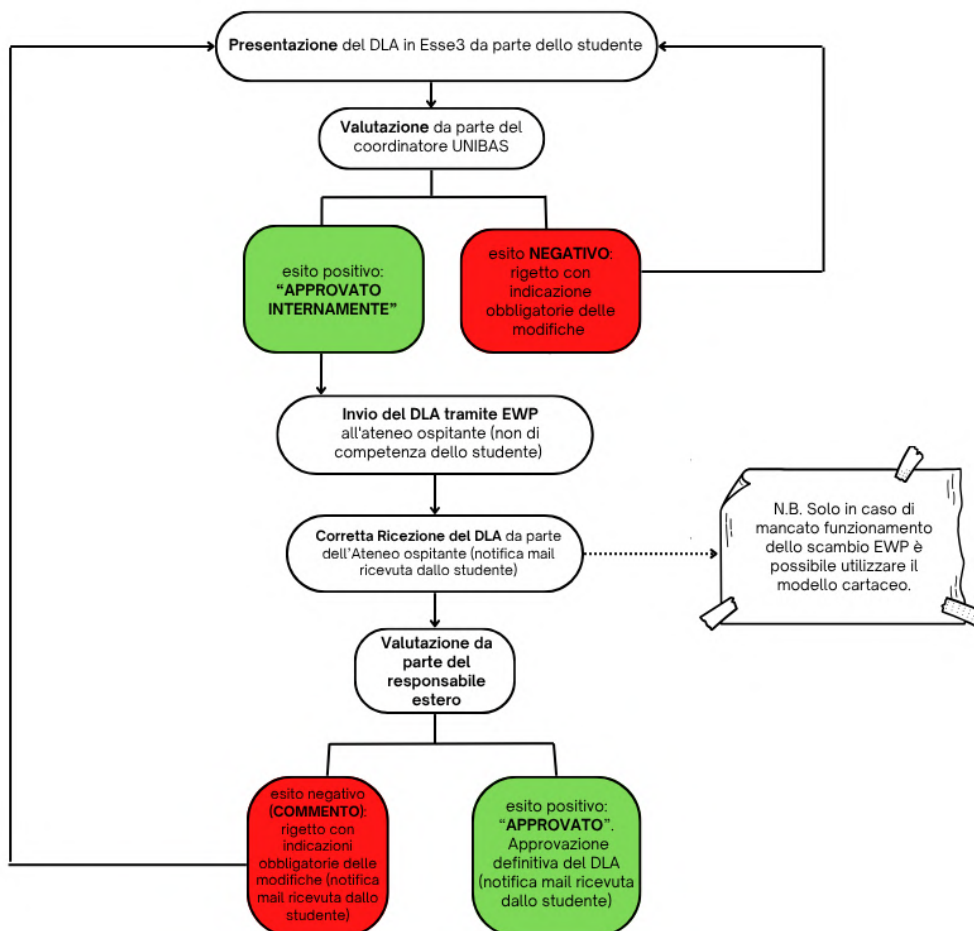 Presentazione del DLA in Esse3 da parte dello studente
Valutazione da parte del
coordinatore UNIBAS
esito positivo:
“APPROVATO
INTERNAMENTE”
esito NEGATIVO:
rigetto con
indicazione
obbligatorie delle
modifiche
Invio del DLA tramite EWP
all'ateneo ospitante (non di
competenza dello studente)
Corretta Ricezione del DLA da parte
dell’Ateneo ospitante (notifica mail
ricevuta dallo studente)
N.B. Solo in caso di
mancato funzionamento
dello scambio EWP è
possibile utilizzare il
modello cartaceo.
Valutazione da
parte del
responsabile
estero
esito negativo
(COMMENTO):
rigetto con
indicazioni
obbligatorie delle
modifiche (notifica
mail ricevuta dallo
studente)
esito positivo:
“APPROVATO”.
Approvazione
definitiva del DLA
(notifica mail ricevuta
dallo studente)